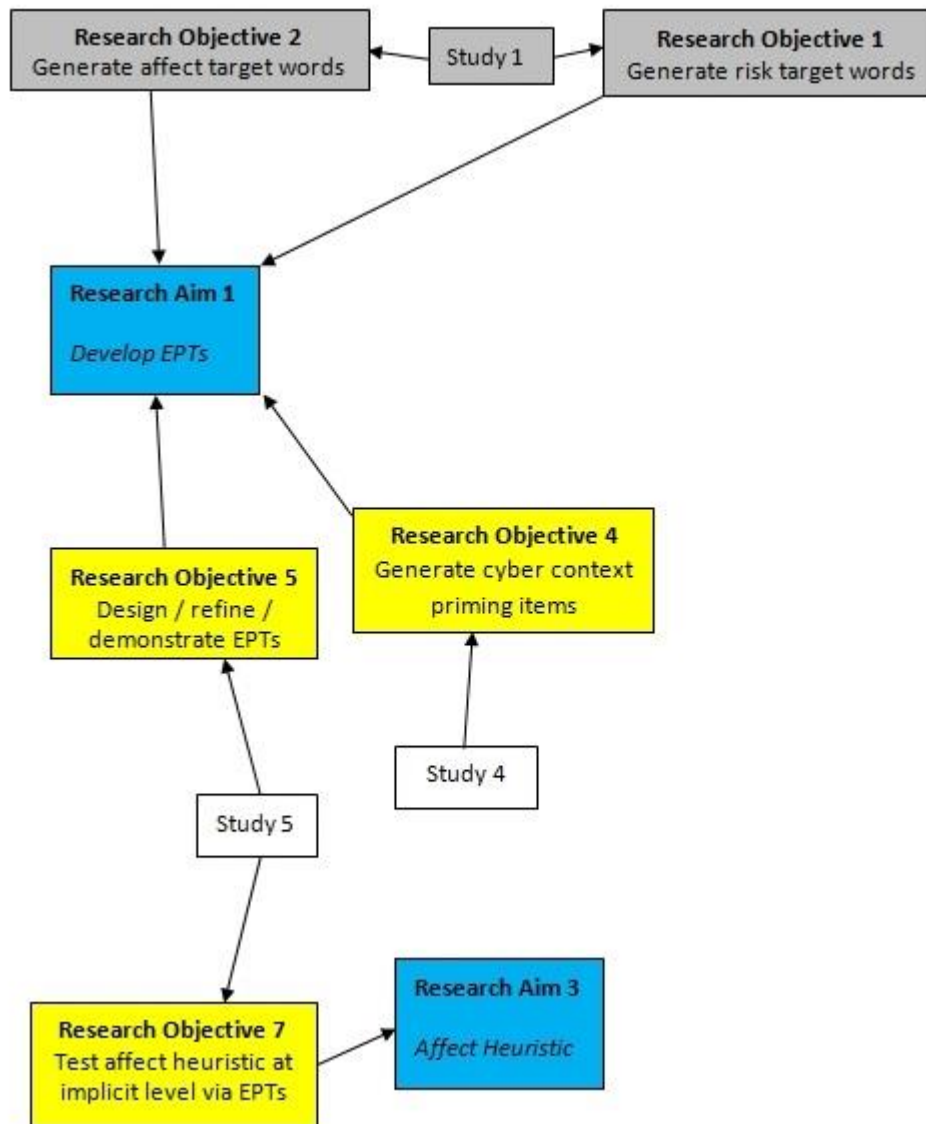 Research Objective 2
Generate affect target words
Study 1
Research Objective 1
Generate risk target words
Research Aim 1
Develop EPTs
Research Objective 4
Generate cyber context
priming items
Research Objective 5
Design / refine /
demonstrate EPTs
Study 4
Study 5
Research Aim 3
Affect Heuristic
Research Objective 7
Test affect heuristic at
implicit level via EPTs